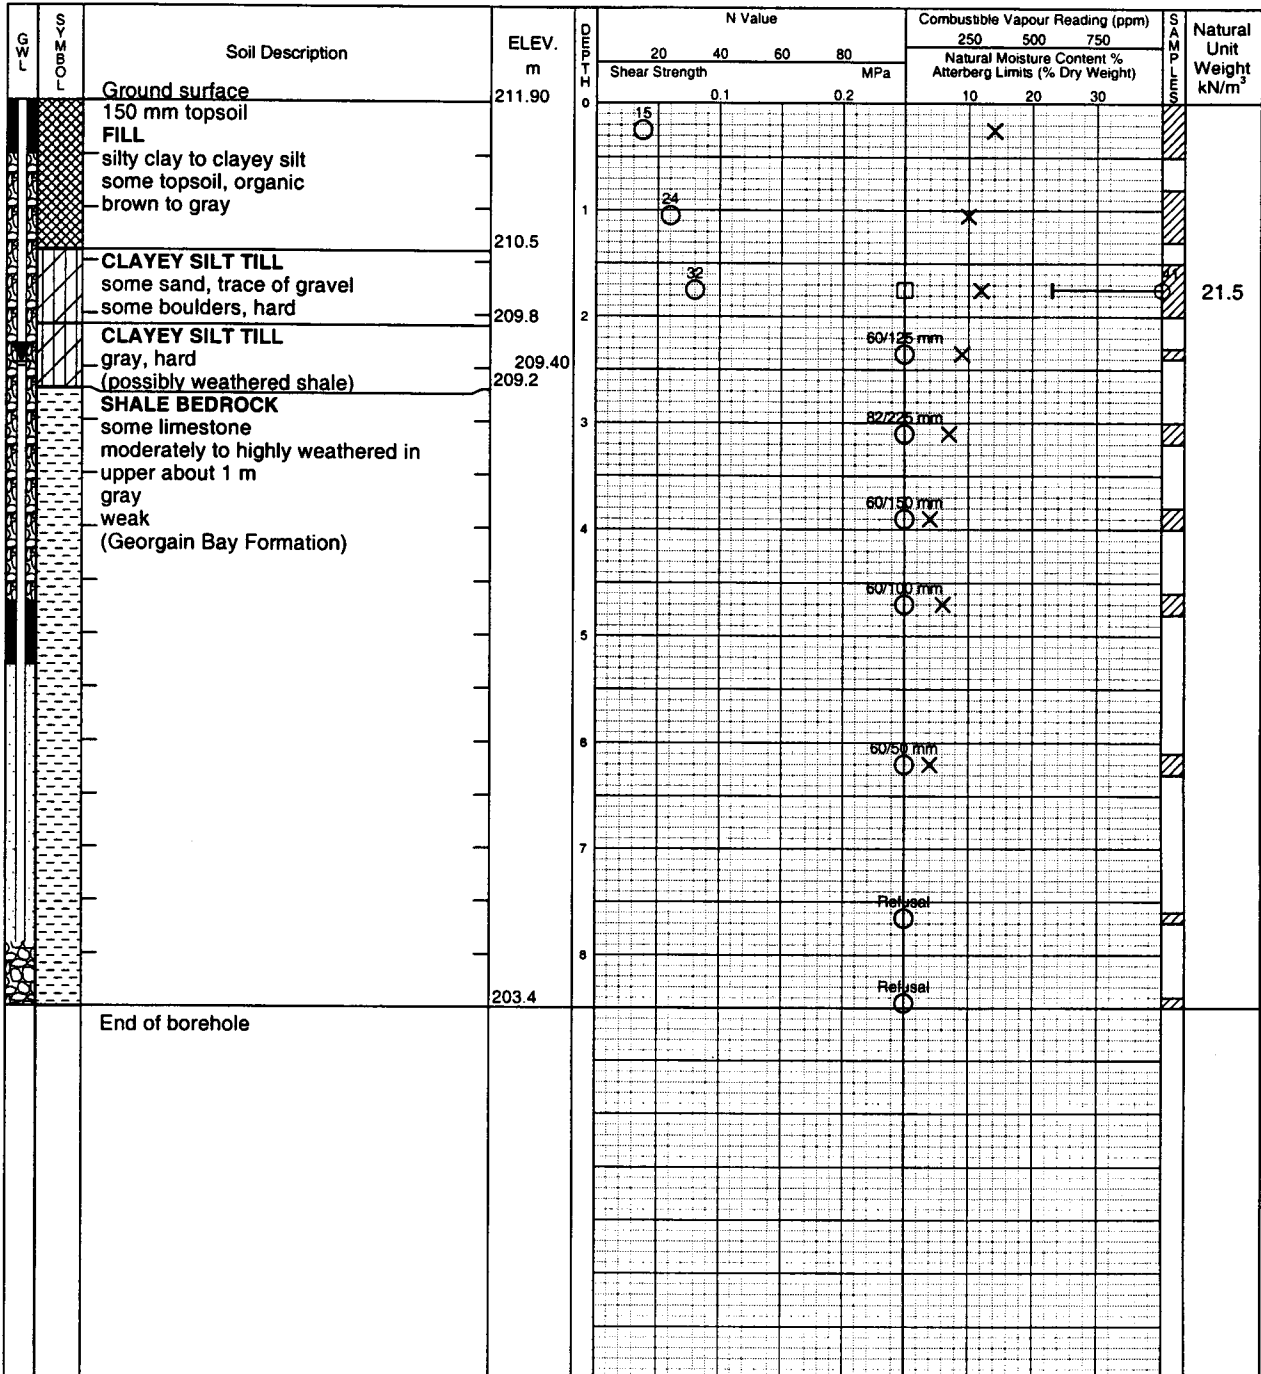 GWL
SYMBOL
Soil Description
ELEV.
m
DEPTH
N Value
20 40 60 80
Shear Strength MPa
0.1 0.2
Combustible Vapour Reading (ppm)
250 500 750
Natural Moisture Content %
Atterberg Limits (% Dry Weight)
10 20 30
SAMPLES
Natural
Unit
Weight
kN/m³
Ground surface
211.90
0
150 mm topsoil
FILL
silty clay to clayey silt
some topsoil, organic
brown to gray
15
24
1
210.5
CLAYEY SILT TILL
some sand, trace of gravel
some boulders, hard
32
41
21.5
209.8
2
CLAYEY SILT TILL
gray, hard
(possibly weathered shale)
60/125 mm
209.40
209.2
SHALE BEDROCK
some limestone
moderately to highly weathered in
upper about 1 m
gray
weak
(Georgain Bay Formation)
82/225 mm
3
60/150 mm
4
60/100 mm
5
6
60/50 mm
7
Refusal
8
Refusal
203.4
End of borehole